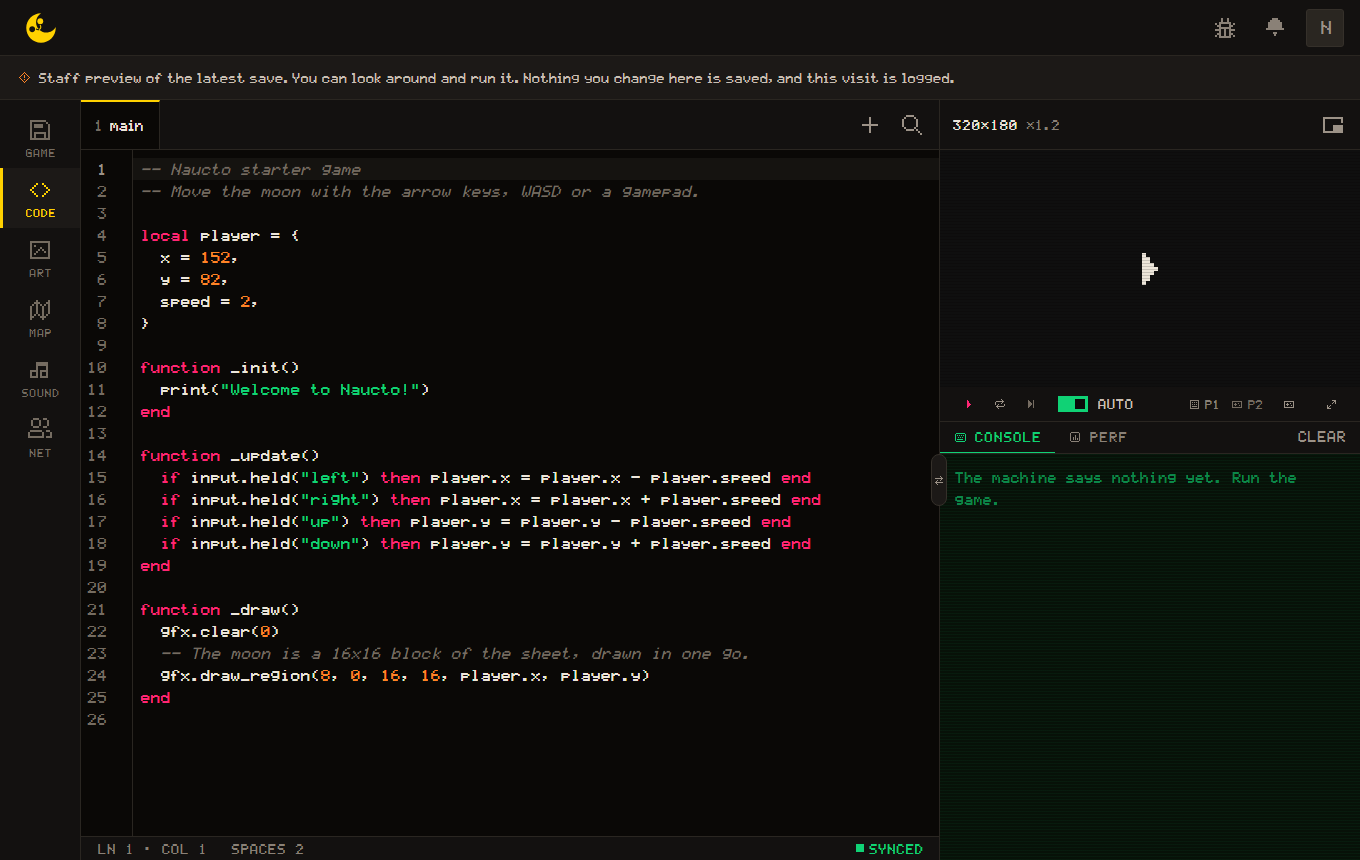 N
Staff preview of the latest save. You can look around and run it. Nothing you change here is saved, and this visit is logged.
GAME
CODE
ART
MAP
SOUND
NET
1 main
320×180 ×1.2
1 -- Naucto starter game
2 -- Move the moon with the arrow keys, WASD or a gamepad.
3
4 local player = {
5 x = 152,
6 y = 82,
7 speed = 2,
8 }
9
10 function _init()
11 print("Welcome to Naucto!")
12 end
13
14 function _update()
15 if input.held("left") then player.x = player.x - player.speed end
16 if input.held("right") then player.x = player.x + player.speed end
17 if input.held("up") then player.y = player.y - player.speed end
18 if input.held("down") then player.y = player.y + player.speed end
19 end
20
21 function _draw()
22 gfx.clear(0)
23 -- The moon is a 16x16 block of the sheet, drawn in one go.
24 gfx.draw_region(8, 0, 16, 16, player.x, player.y)
25 end
26
AUTO P1 P2
CONSOLE PERF CLEAR
The machine says nothing yet. Run the
game.
LN 1 • COL 1 SPACES 2 SYNCED